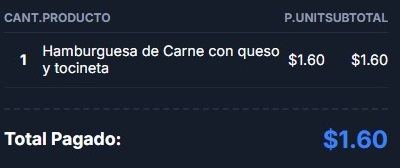 CANT.PRODUCTO P.UNITSUBTOTAL
1 Hamburguesa de Carne con queso $1.60 $1.60
y tocineta
Total Pagado: $1.60